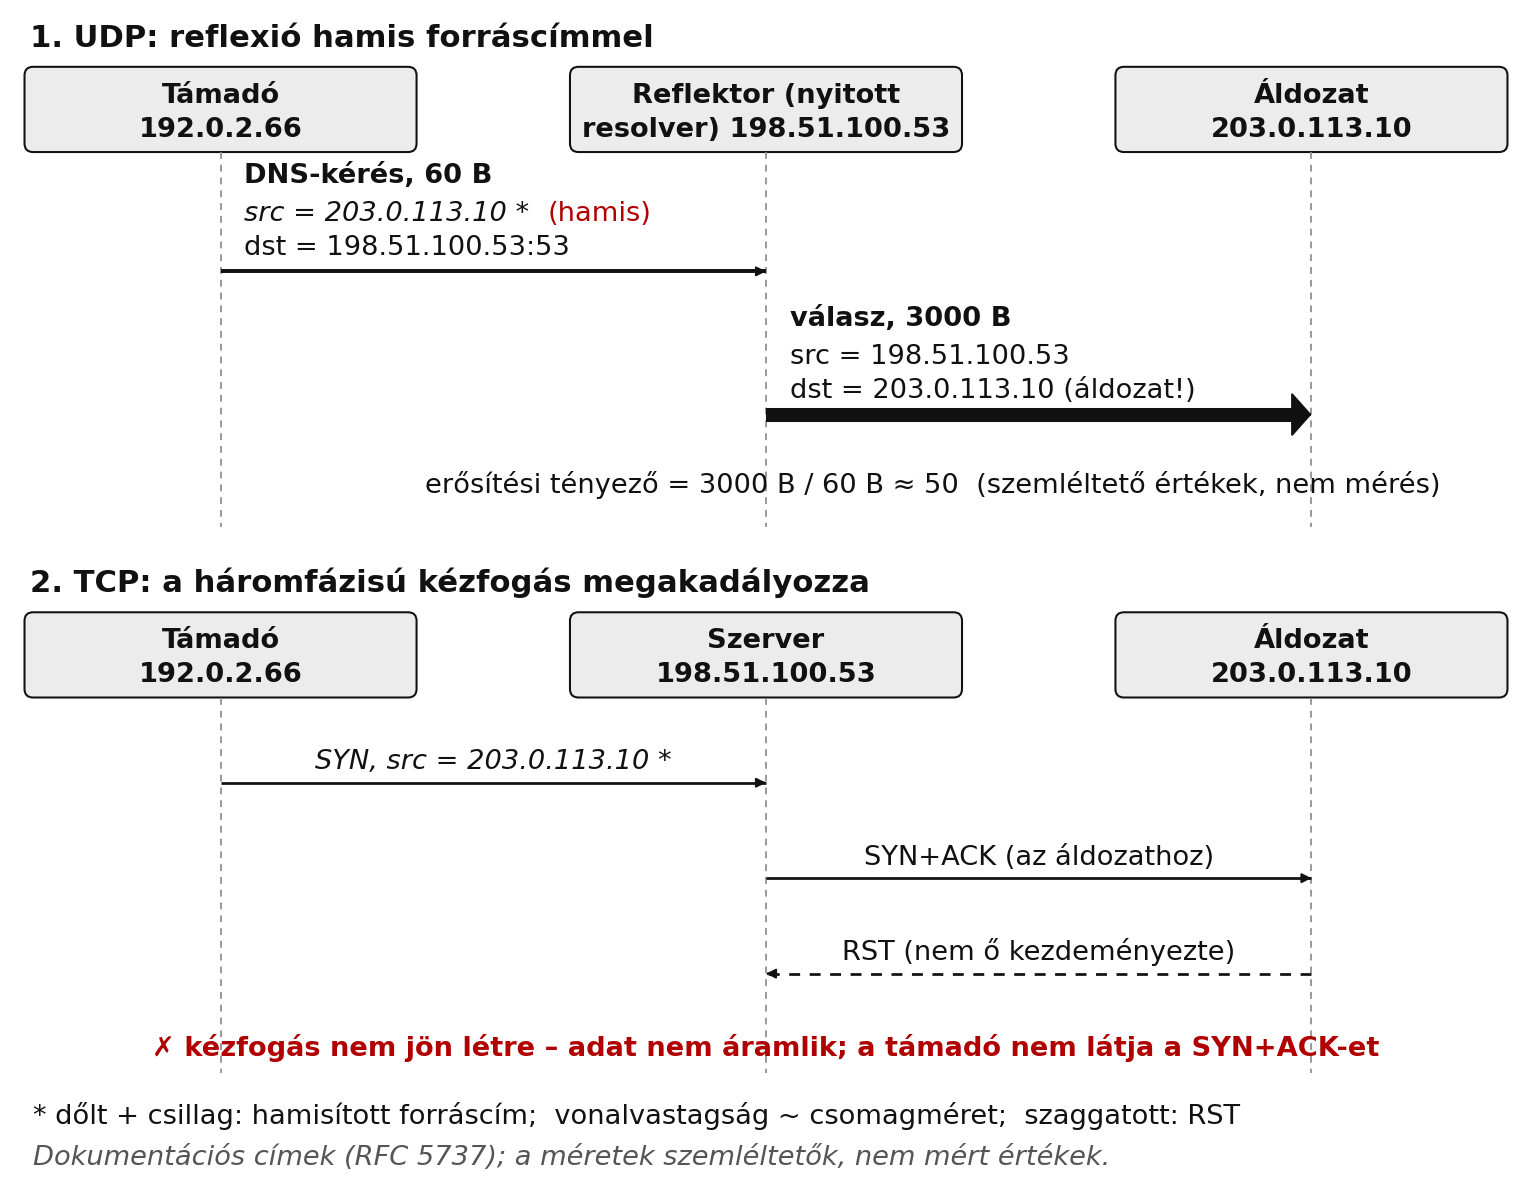 1. UDP: reflexió hamis forráscímmel
Támadó
192.0.2.66
Reflektor (nyitott
resolver) 198.51.100.53
Áldozat
203.0.113.10
DNS-kérés, 60 B
src = 203.0.113.10 * (hamis)
dst = 198.51.100.53:53
válasz, 3000 B
src = 198.51.100.53
dst = 203.0.113.10 (áldozat!)
erősítési tényező = 3000 B / 60 B ≈ 50 (szemléltető értékek, nem mérés)
2. TCP: a háromfázisú kézfogás megakadályozza
Támadó
192.0.2.66
Szerver
198.51.100.53
Áldozat
203.0.113.10
SYN, src = 203.0.113.10 *
SYN+ACK (az áldozathoz)
RST (nem ő kezdeményezte)
✗ kézfogás nem jön létre – adat nem áramlik; a támadó nem látja a SYN+ACK-et
* dőlt + csillag: hamisított forráscím; vonalvastagság ~ csomagméret; szaggatott: RST
Dokumentációs címek (RFC 5737); a méretek szemléltetők, nem mért értékek.